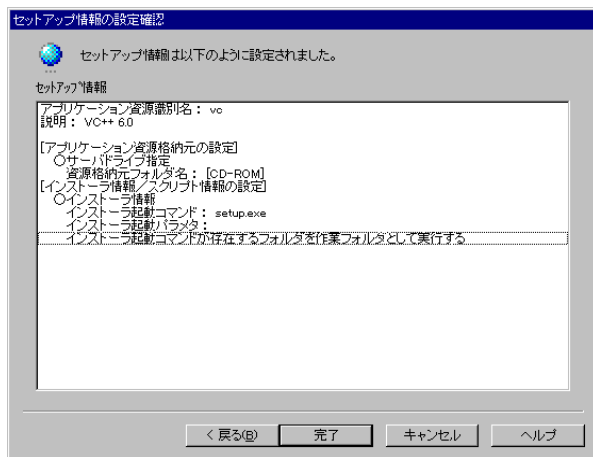 セットアップ情報の設定確認
セットアップ情報は以下のように設定されました。
セットアップ情報
アプリケーション資源識別名： vc
説明： VC++ 6.0
[アプリケーション資源格納元の設定]
○サーバドライブ指定
資源格納元フォルダ名： [CD-ROM]
[インストーラ情報／スクリプト情報の設定]
○インストーラ情報
インストーラ起動コマンド： setup.exe
インストーラ起動パラメタ：
インストーラ起動コマンドが存在するフォルダを作業フォルダとして実行する
< 戻る(B)
完了
キャンセル
ヘルプ